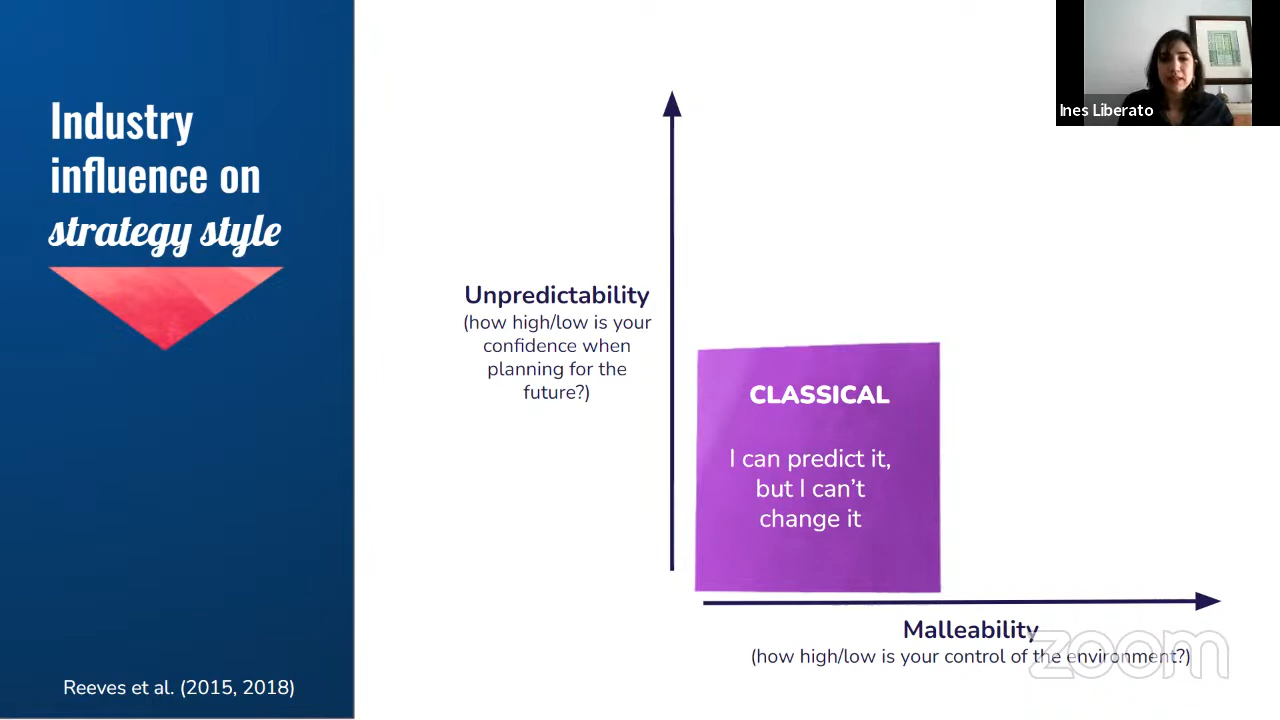 Industry
influence on
strategy style
Reeves et al. (2015, 2018)
Unpredictability
(how high/low is your
confidence when
planning for the
future?)
CLASSICAL
I can predict it,
but I can’t
change it
Malleability
(how high/low is your control of the environment?)
Ines Liberato
zoom